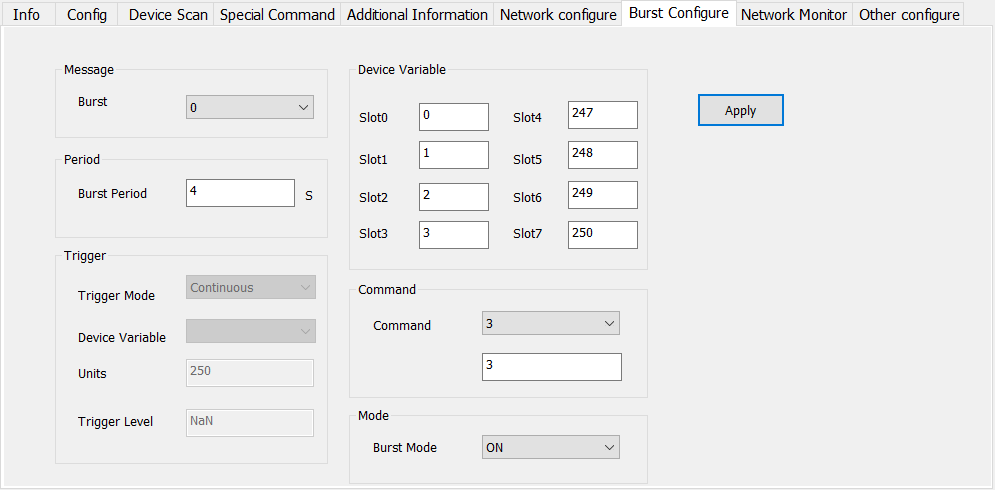 Info Config Device Scan Special Command Additional Information Network configure Burst Configure Network Monitor Other configure
Message
Burst 0
Period
Burst Period 4 S
Trigger
Trigger Mode Continuous
Device Variable
Units 250
Trigger Level NaN
Device Variable
Slot0 0 Slot4 247
Slot1 1 Slot5 248
Slot2 2 Slot6 249
Slot3 3 Slot7 250
Command
Command 3
3
Mode
Burst Mode ON
Apply